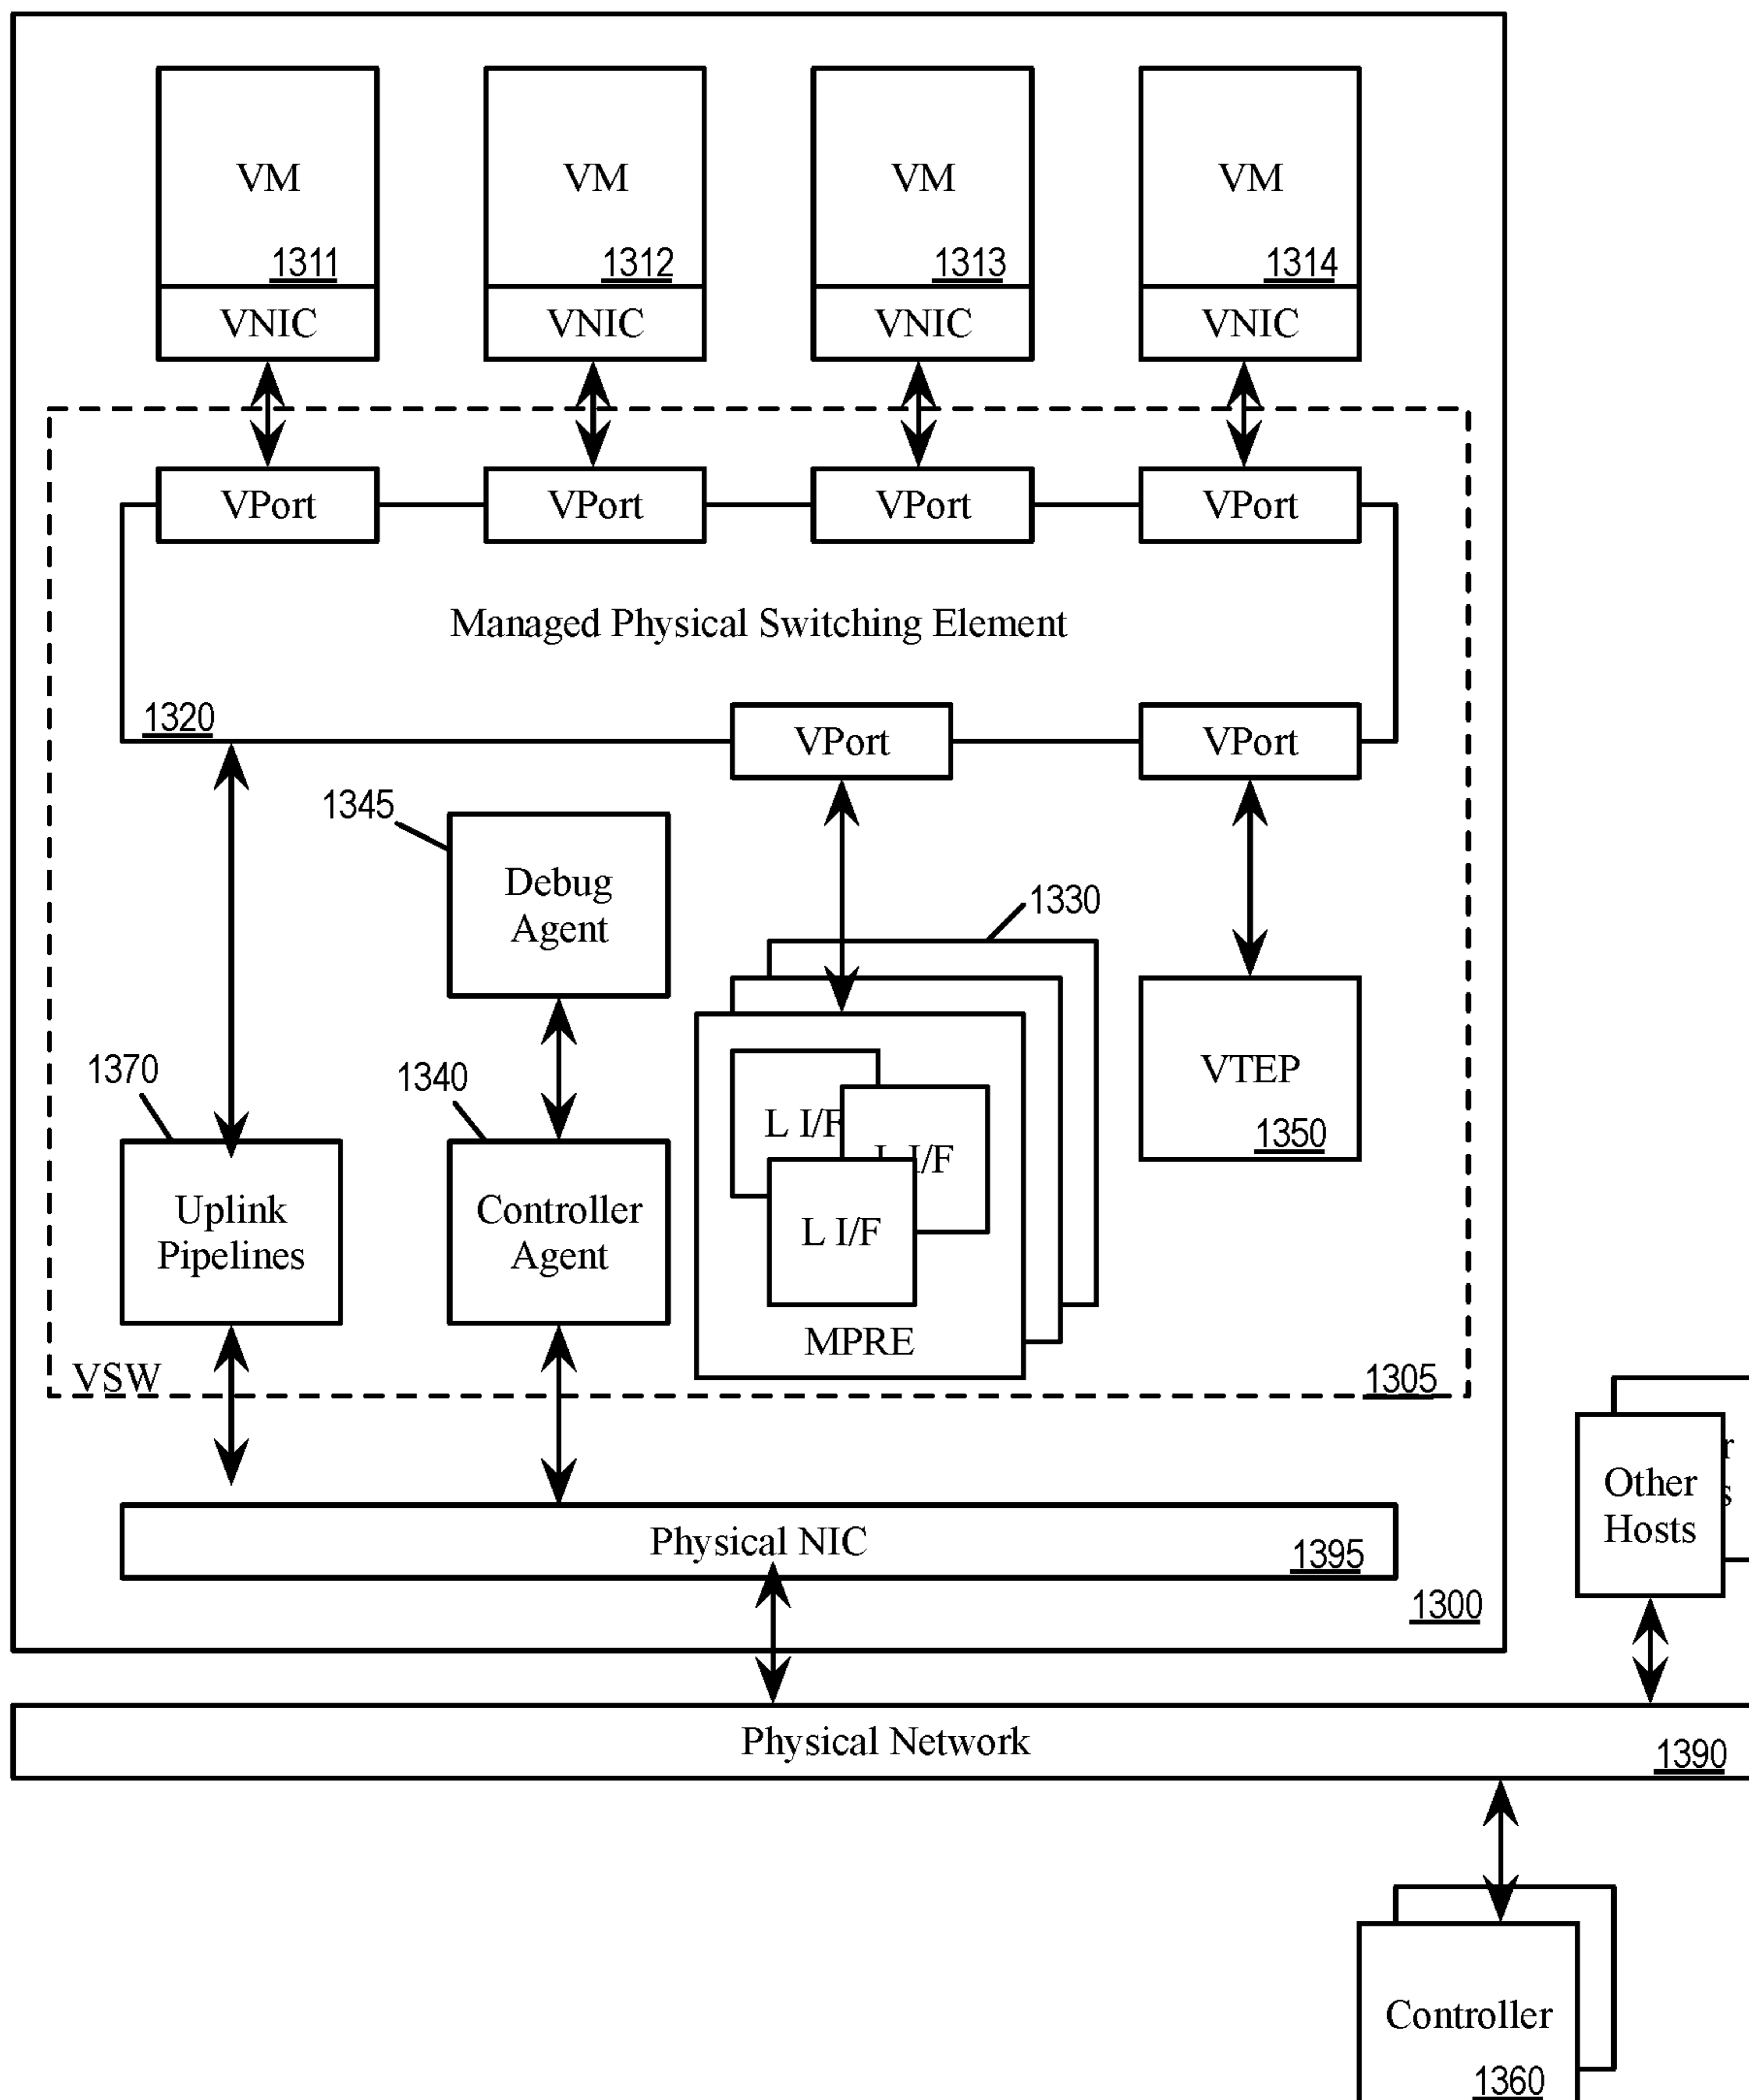 VM
1311
VNIC
VM
1312
VNIC
VM
1313
VNIC
VM
1314
VNIC
VPort
VPort
VPort
VPort
Managed Physical Switching Element
1320
VPort
VPort
1345
Debug
Agent
1330
1370
Uplink
Pipelines
1340
Controller
Agent
L I/F
I/F
L I/F
MPRE
VTEP
1350
VSW
1305
Physical NIC
1395
1300
Other
Hosts
r
s
Physical Network
1390
Controller
1360